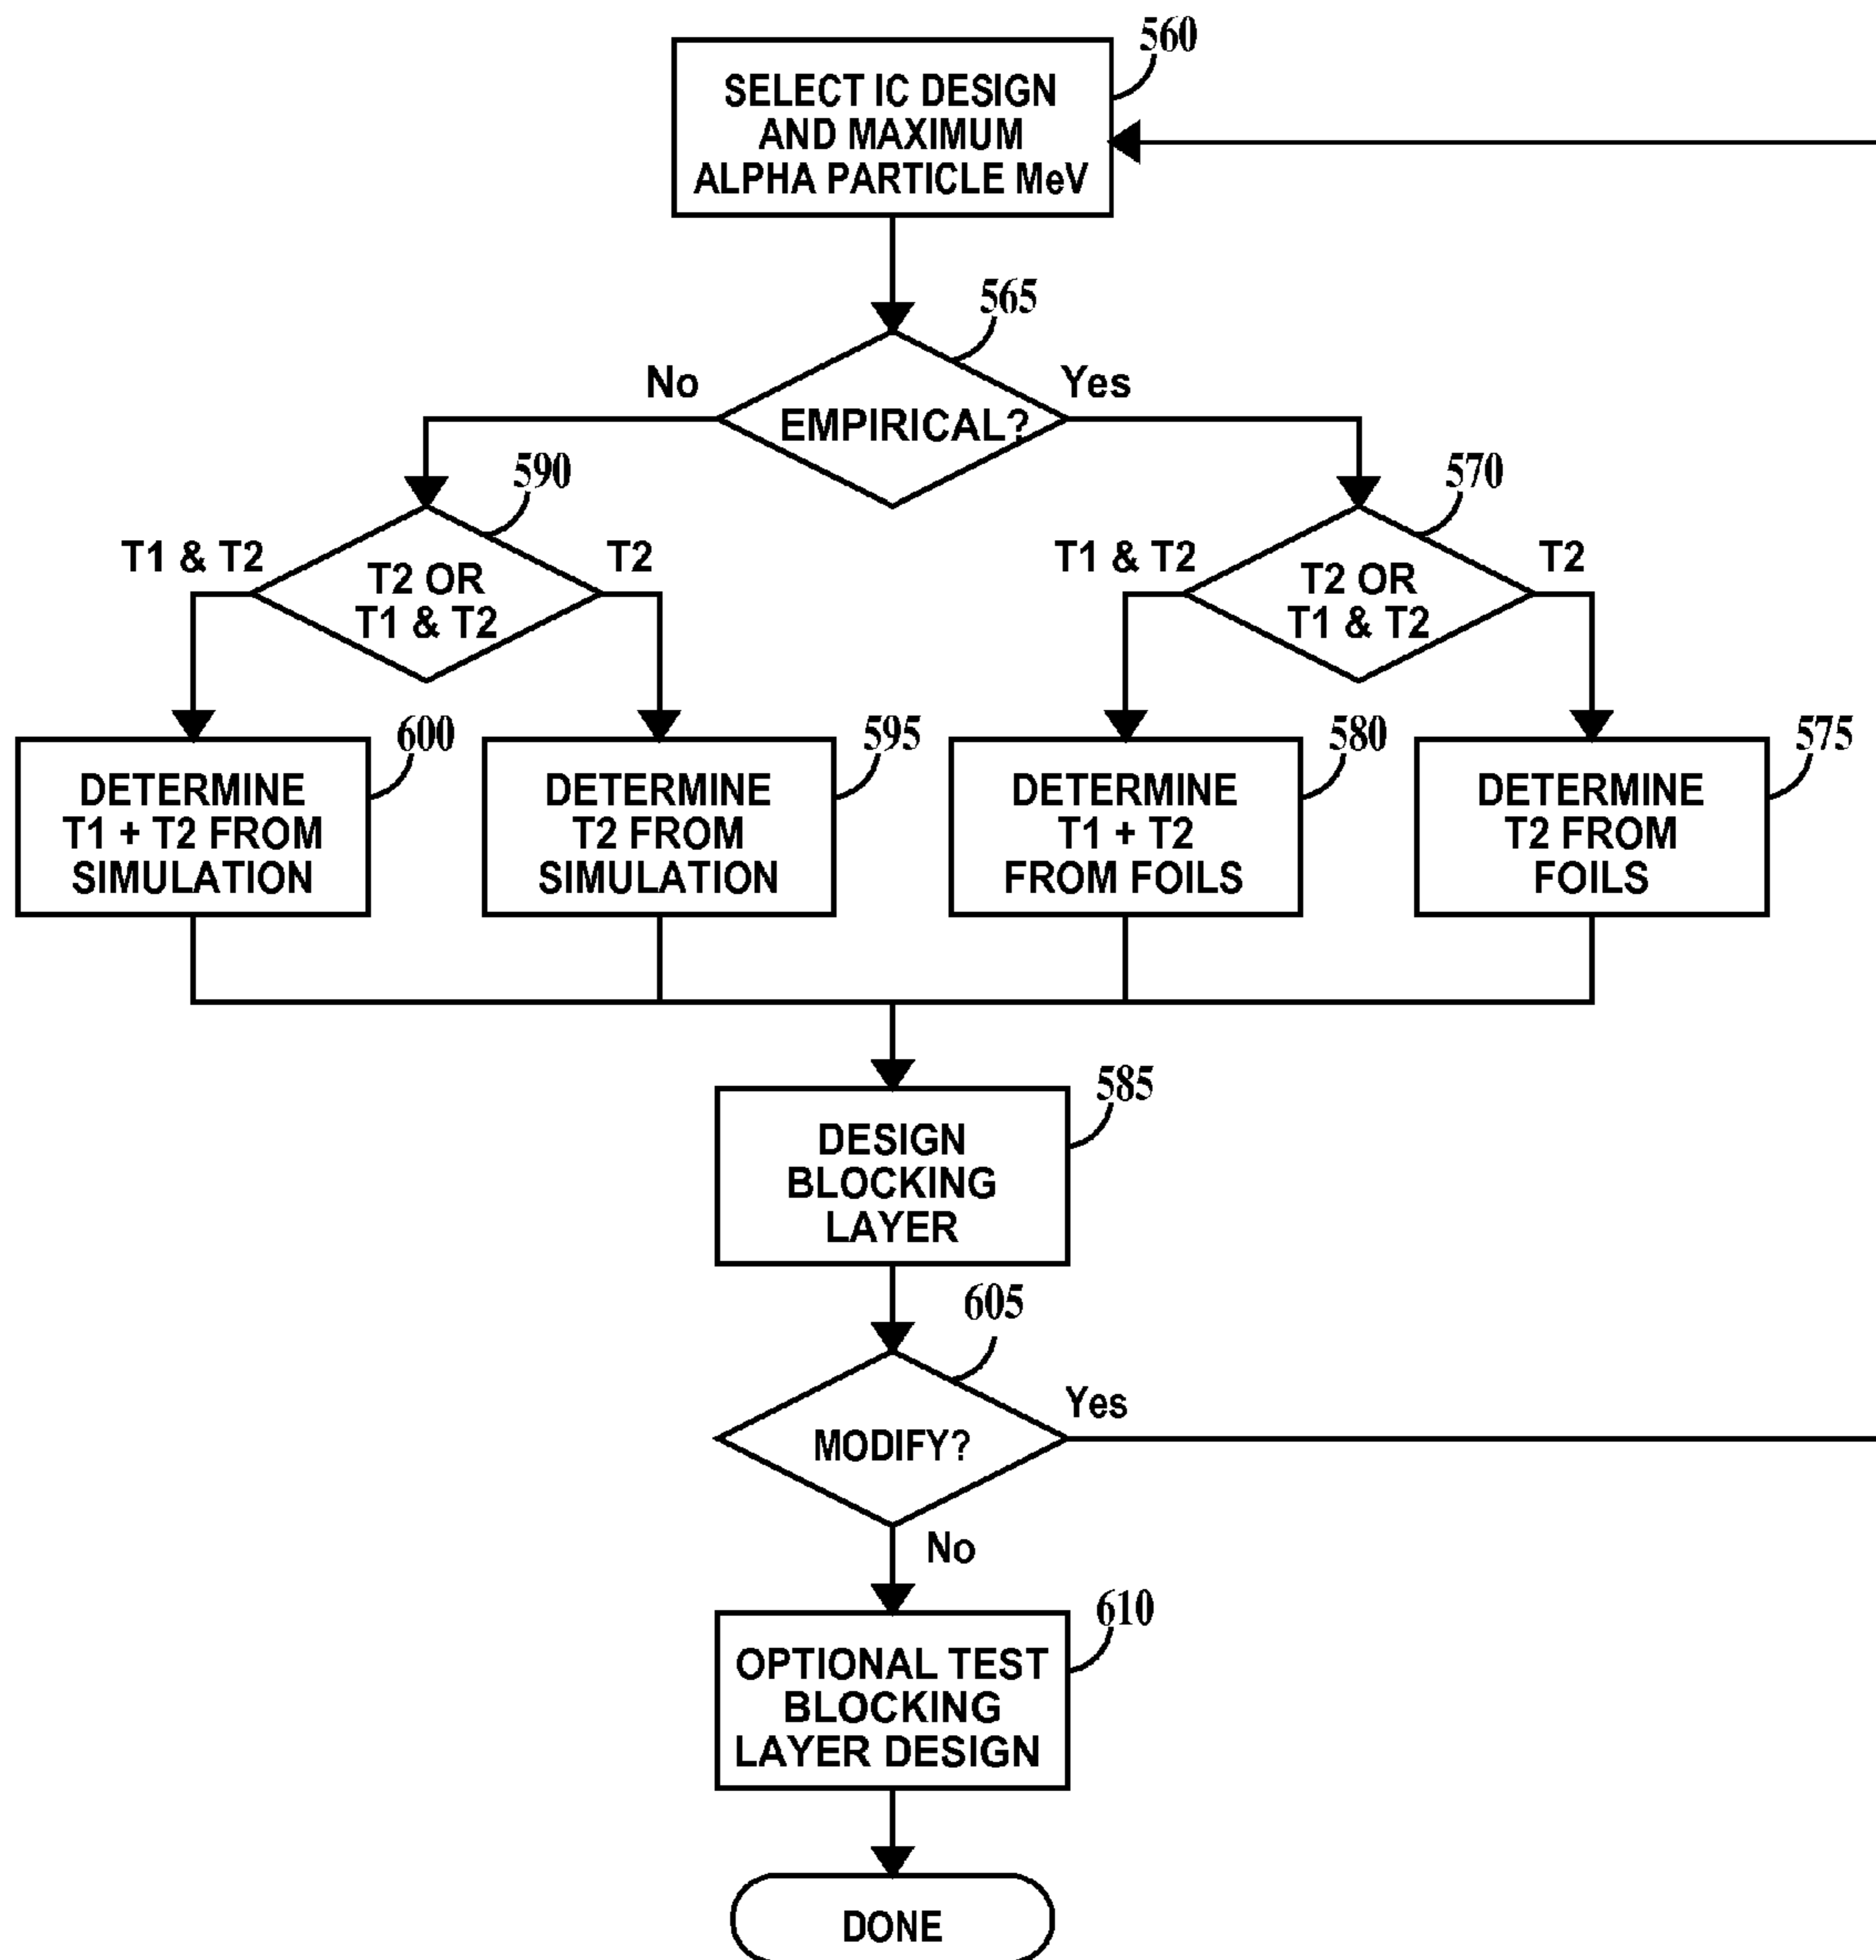 560
SELECT IC DESIGN
AND MAXIMUM
ALPHA PARTICLE MeV
565
No
Yes
EMPIRICAL?
590
570
T1 & T2
T2
T2 OR
T1 & T2
T1 & T2
T2
T2 OR
T1 & T2
600
595
580
575
DETERMINE
T1 + T2 FROM
SIMULATION
DETERMINE
T2 FROM
SIMULATION
DETERMINE
T1 + T2
FROM FOILS
DETERMINE
T2 FROM
FOILS
585
DESIGN
BLOCKING
LAYER
605
Yes
MODIFY?
No
610
OPTIONAL TEST
BLOCKING
LAYER DESIGN
DONE